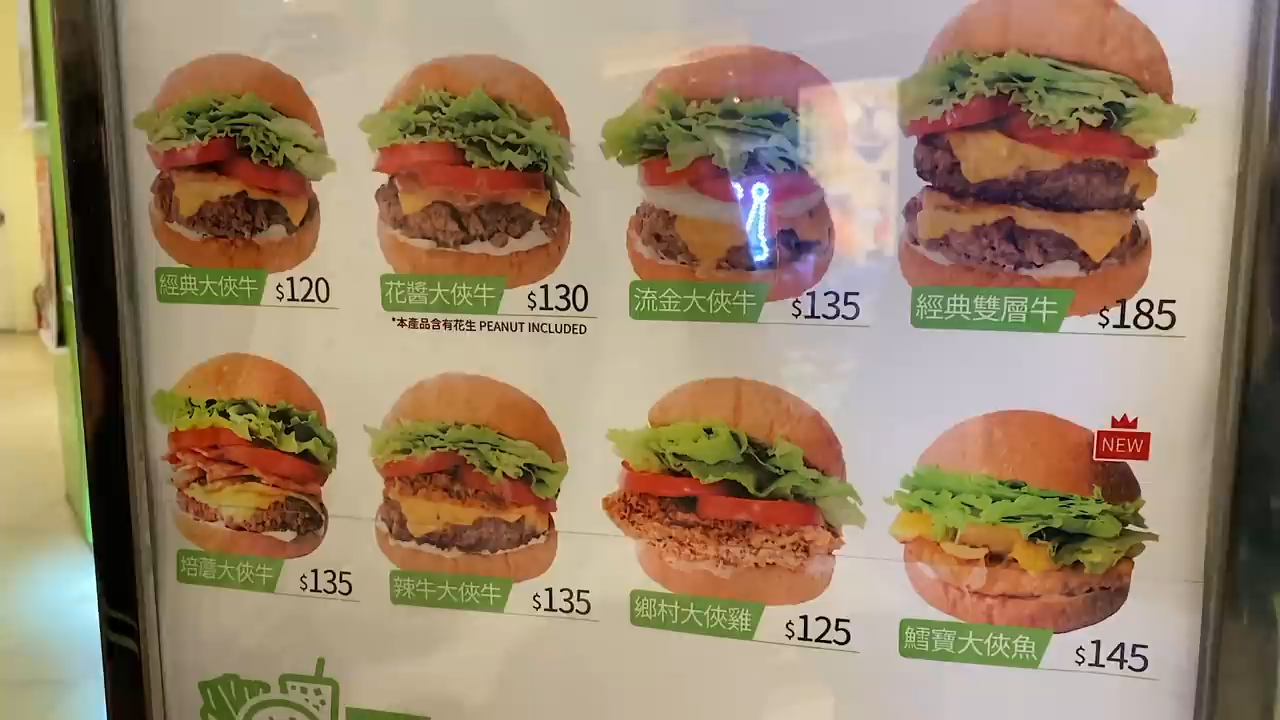 經典大俠牛 $120
花醬大俠牛 $130
*本產品含有花生 PEANUT INCLUDED
流金大俠牛 $135
經典雙層牛 $185
培蘑大俠牛 $135
辣牛大俠牛 $135
鄉村大俠雞 $125
NEW
鱈寶大俠魚 $145